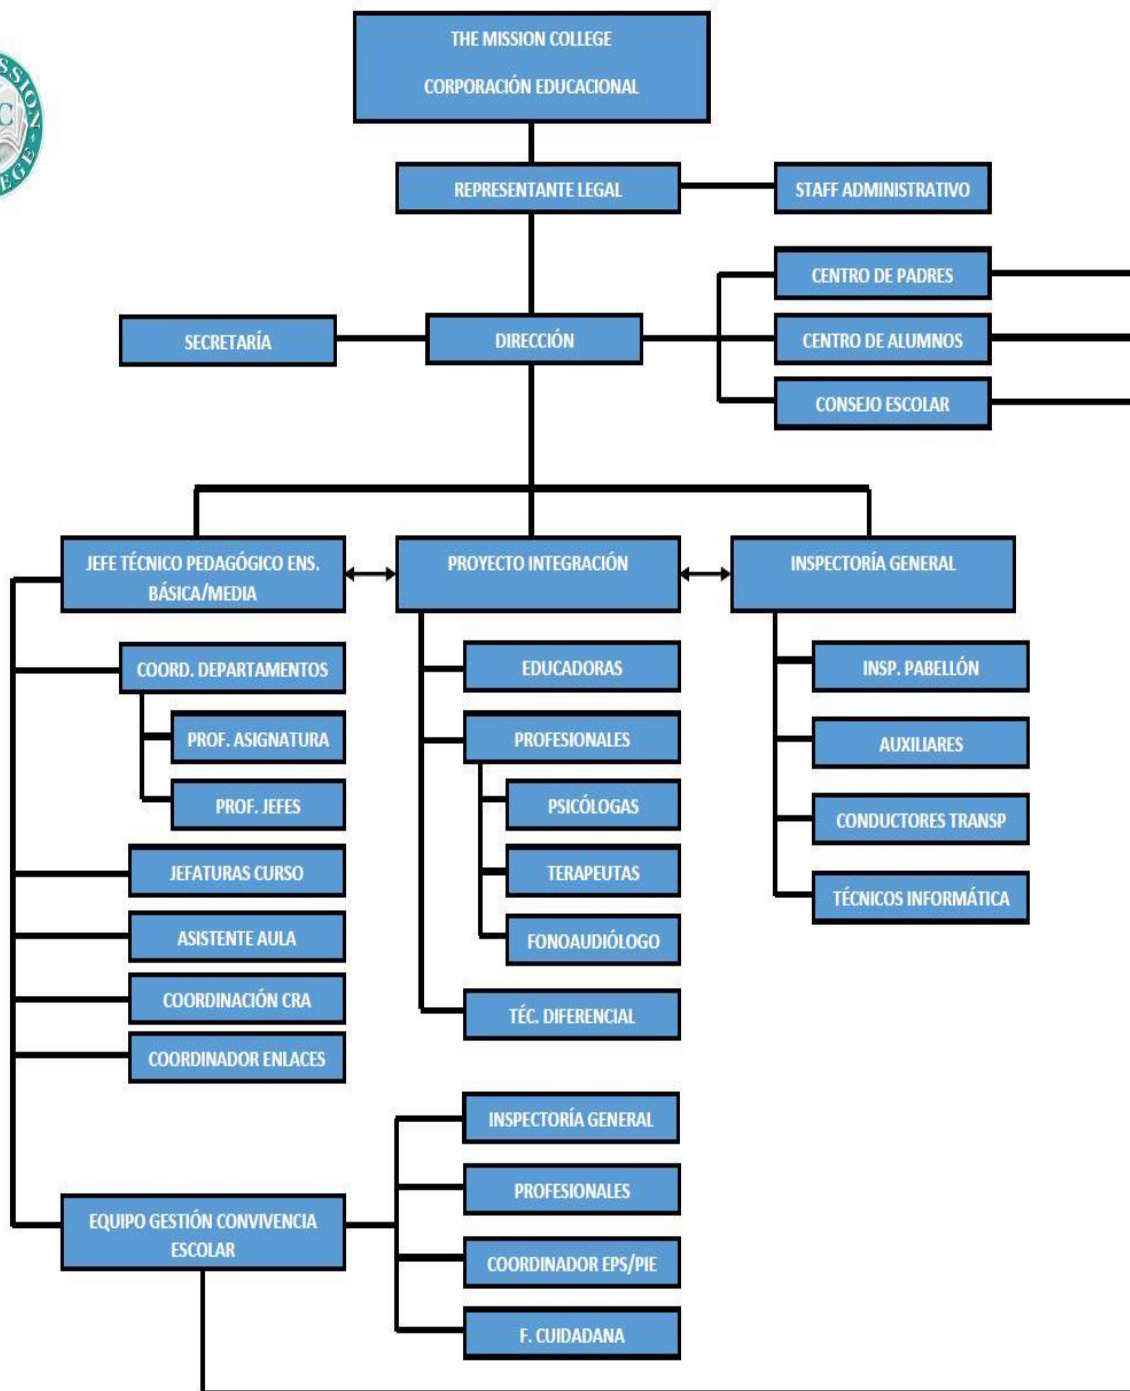 SSION
C
EGE
THE MISSION COLLEGE
CORPORACIÓN EDUCACIONAL
REPRESENTANTE LEGAL
STAFF ADMINISTRATIVO
CENTRO DE PADRES
SECRETARÍA
DIRECCIÓN
CENTRO DE ALUMNOS
CONSEJO ESCOLAR
JEFE TÉCNICO PEDAGÓGICO ENS.
BÁSICA/MEDIA
PROYECTO INTEGRACIÓN
INSPECTORÍA GENERAL
COORD. DEPARTAMENTOS
PROF. ASIGNATURA
PROF. JEFES
JEFATURAS CURSO
ASISTENTE AULA
COORDINACIÓN CRA
COORDINADOR ENLACES
EDUCADORAS
PROFESIONALES
PSICÓLOGAS
TERAPEUTAS
FONOAUDIÓLOGO
TÉC. DIFERENCIAL
INSP. PABELLÓN
AUXILIARES
CONDUCTORES TRANSP
TÉCNICOS INFORMÁTICA
EQUIPO GESTIÓN CONVIVENCIA
ESCOLAR
INSPECTORÍA GENERAL
PROFESIONALES
COORDINADOR EPS/PIE
F. CUIDADANA